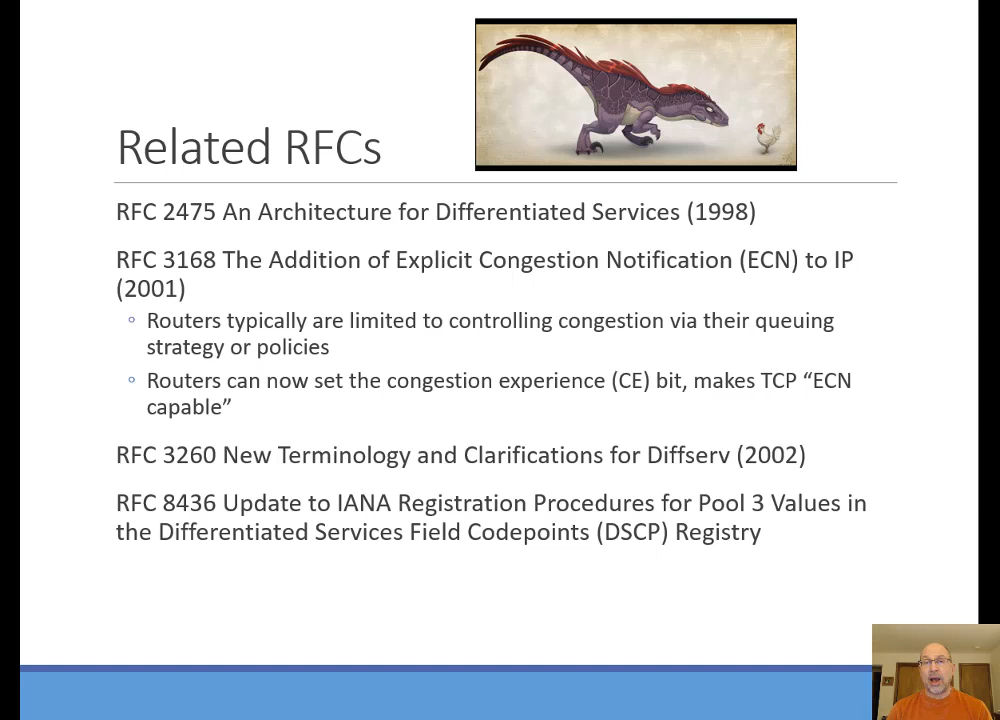 Related RFCs
RFC 2475 An Architecture for Differentiated Services (1998)
RFC 3168 The Addition of Explicit Congestion Notification (ECN) to IP
(2001)
◦ Routers typically are limited to controlling congestion via their queuing
strategy or policies
◦ Routers can now set the congestion experience (CE) bit, makes TCP “ECN
capable”
RFC 3260 New Terminology and Clarifications for Diffserv (2002)
RFC 8436 Update to IANA Registration Procedures for Pool 3 Values in
the Differentiated Services Field Codepoints (DSCP) Registry